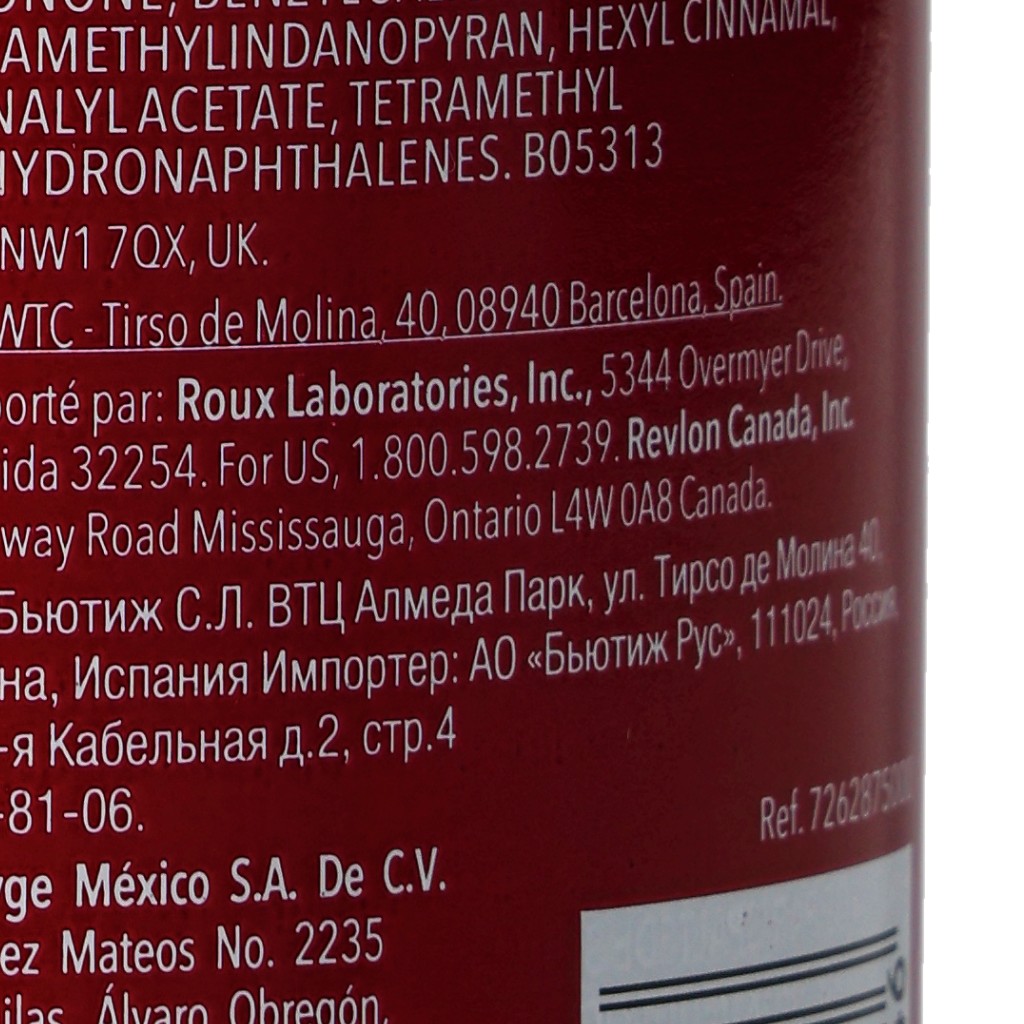 AMETHYLINDANOPYRAN, HEXYL CINNAMAL,
NALYL ACETATE, TETRAMETHYL
HYDRONAPHTHALENES. B05313
NW1 7QX, UK.
WTC - Tirso de Molina, 40, 08940 Barcelona, Spain.
porté par: Roux Laboratories, Inc., 5344 Overmyer Drive,
ida 32254. For US, 1.800.598.2739. Revlon Canada, Inc.
way Road Mississauga, Ontario L4W 0A8 Canada.
Бьютиж С.Л. ВТЦ Алмеда Парк, ул. Тирсо де Молина 40,
на, Испания Импортер: АО «Бьютиж Рус», 111024, Россия,
-я Кабельная д.2, стр.4
-81-06.
Ref.
yge México S.A. De C.V.
ez Mateos No. 2235
ilas, Álvaro Obregón,